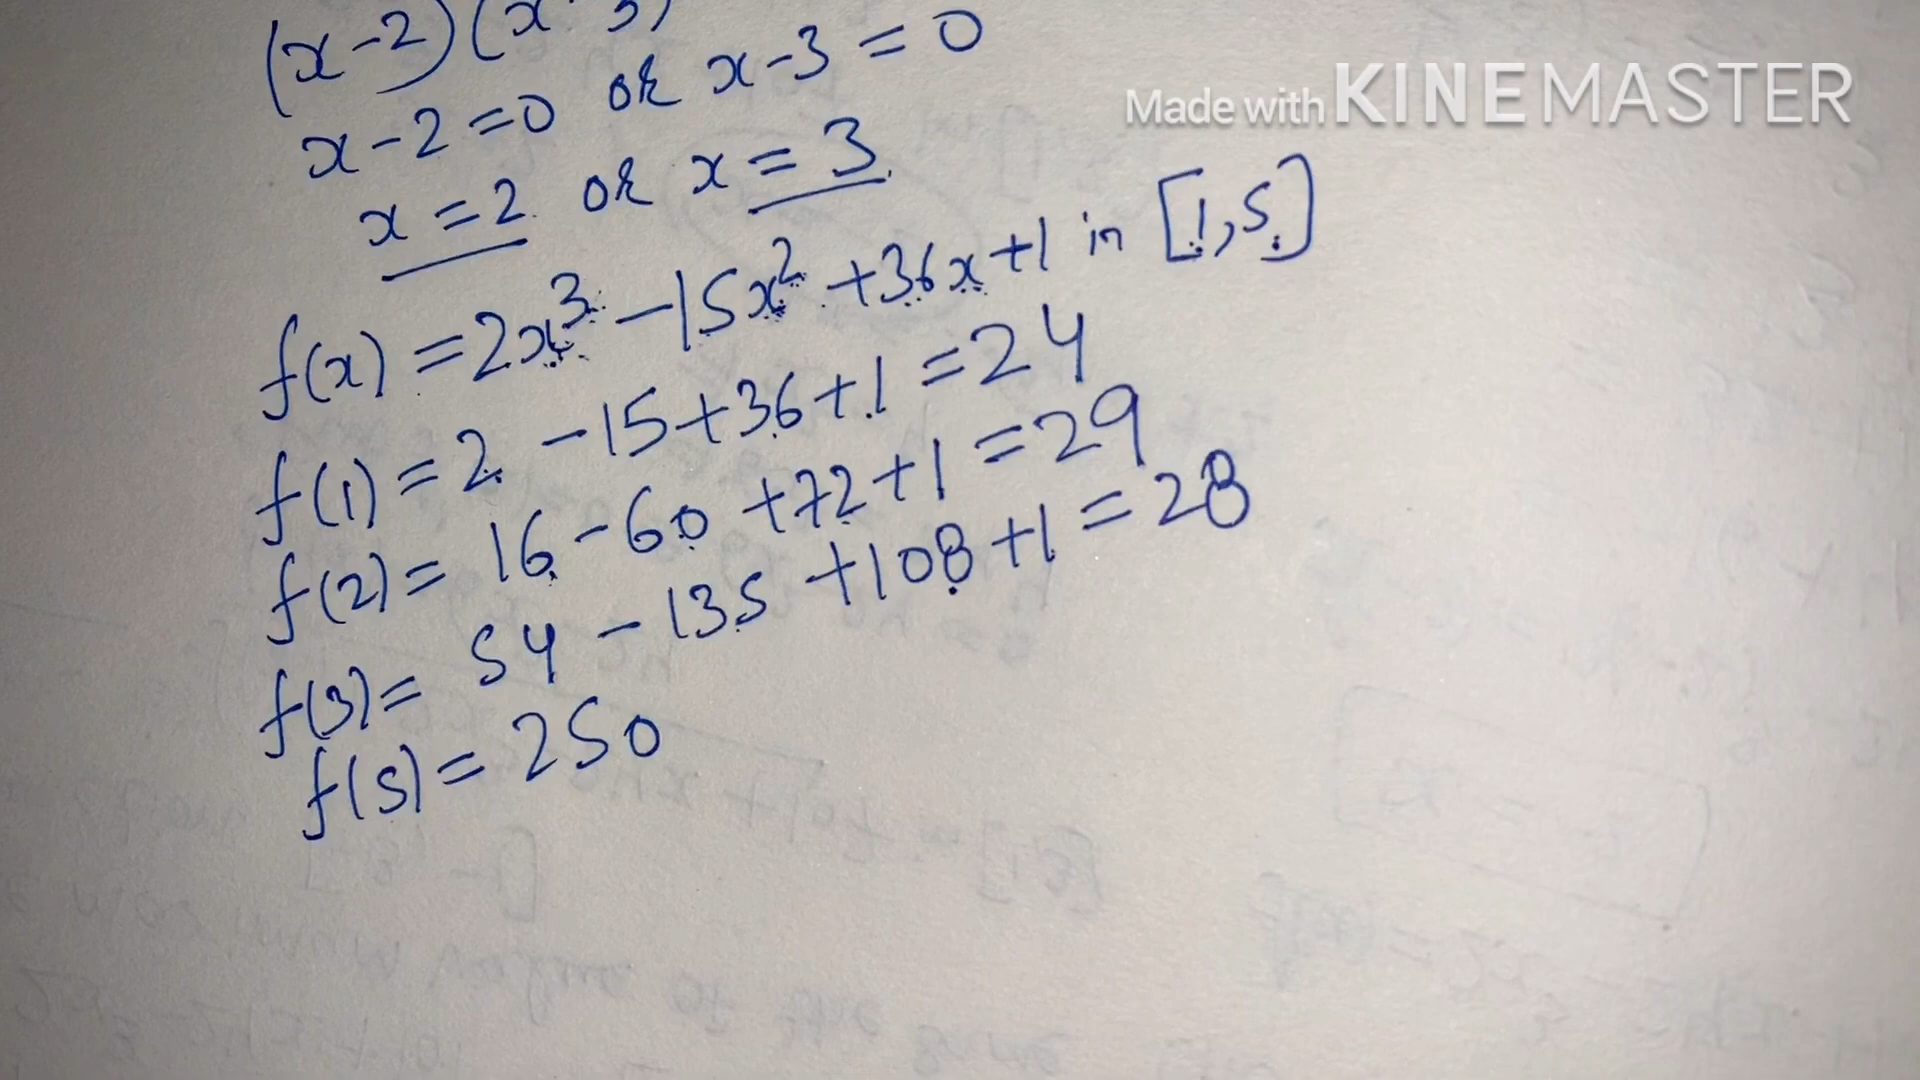 (x-2)(x-3)
x-2=0 or x-3=0
x=2 or x=3
f(x)=2x³-15x²+36x+1 in [1,5]
f(1)=2-15+36+1=24
f(2)=16-60+72+1=29
f(3)=54-135+108+1=28
f(5)=250
Made with KINEMASTER